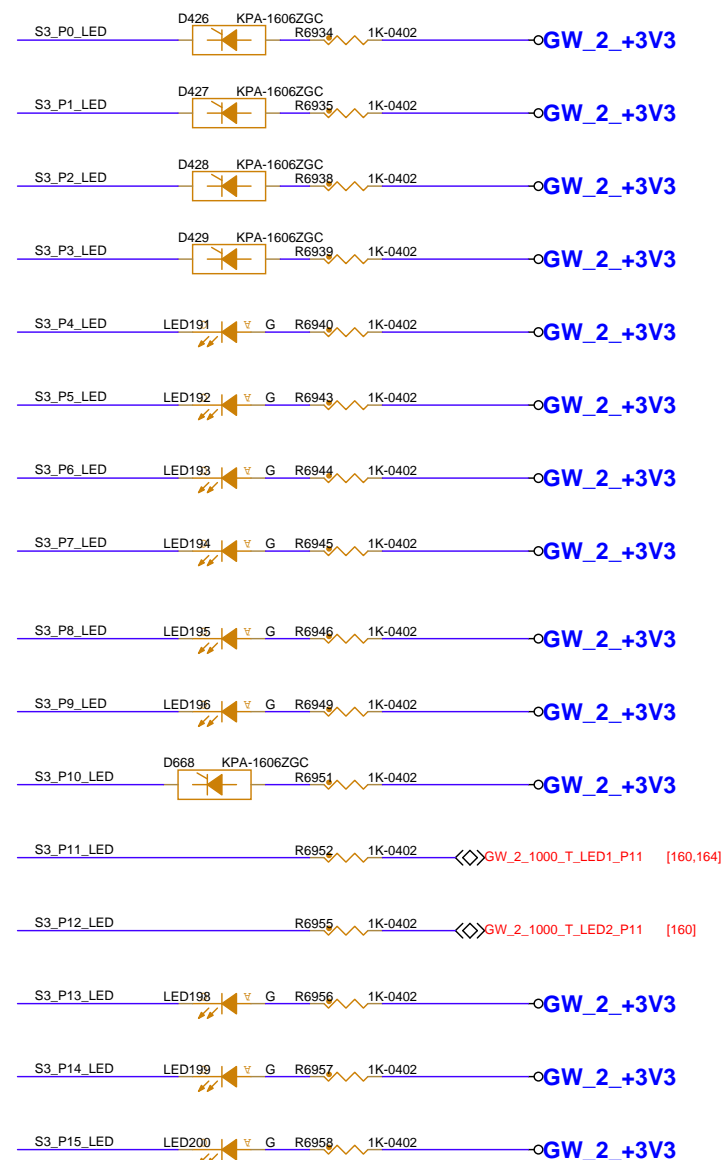 D426 KPA-1606ZGC
S3_P0_LED R6934 1K-0402 GW_2_+3V3
D427 KPA-1606ZGC
S3_P1_LED R6935 1K-0402 GW_2_+3V3
D428 KPA-1606ZGC
S3_P2_LED R6938 1K-0402 GW_2_+3V3
D429 KPA-1606ZGC
S3_P3_LED R6939 1K-0402 GW_2_+3V3
S3_P4_LED LED191 A G R6940 1K-0402 GW_2_+3V3
S3_P5_LED LED192 A G R6943 1K-0402 GW_2_+3V3
S3_P6_LED LED193 A G R6944 1K-0402 GW_2_+3V3
S3_P7_LED LED194 A G R6945 1K-0402 GW_2_+3V3
S3_P8_LED LED195 A G R6946 1K-0402 GW_2_+3V3
S3_P9_LED LED196 A G R6949 1K-0402 GW_2_+3V3
D668 KPA-1606ZGC
S3_P10_LED R6951 1K-0402 GW_2_+3V3
S3_P11_LED R6952 1K-0402 GW_2_1000_T_LED1_P11 [160,164]
S3_P12_LED R6955 1K-0402 GW_2_1000_T_LED2_P11 [160]
S3_P13_LED LED198 A G R6956 1K-0402 GW_2_+3V3
S3_P14_LED LED199 A G R6957 1K-0402 GW_2_+3V3
S3_P15_LED LED200 A G R6958 1K-0402 GW_2_+3V3